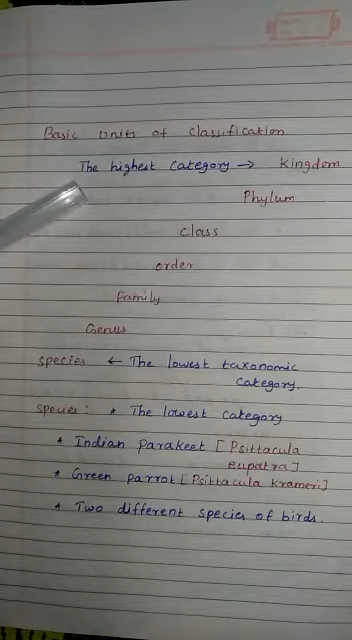 Basic units of classification
The highest category → Kingdom
Phylum
class
order
family
Genus
species ← The lowest taxonomic
category.
species: * The lowest category
* Indian parakeet [Psittacula
eupatra]
* Green parrot [Psittacula krameri]
* Two different species of birds.